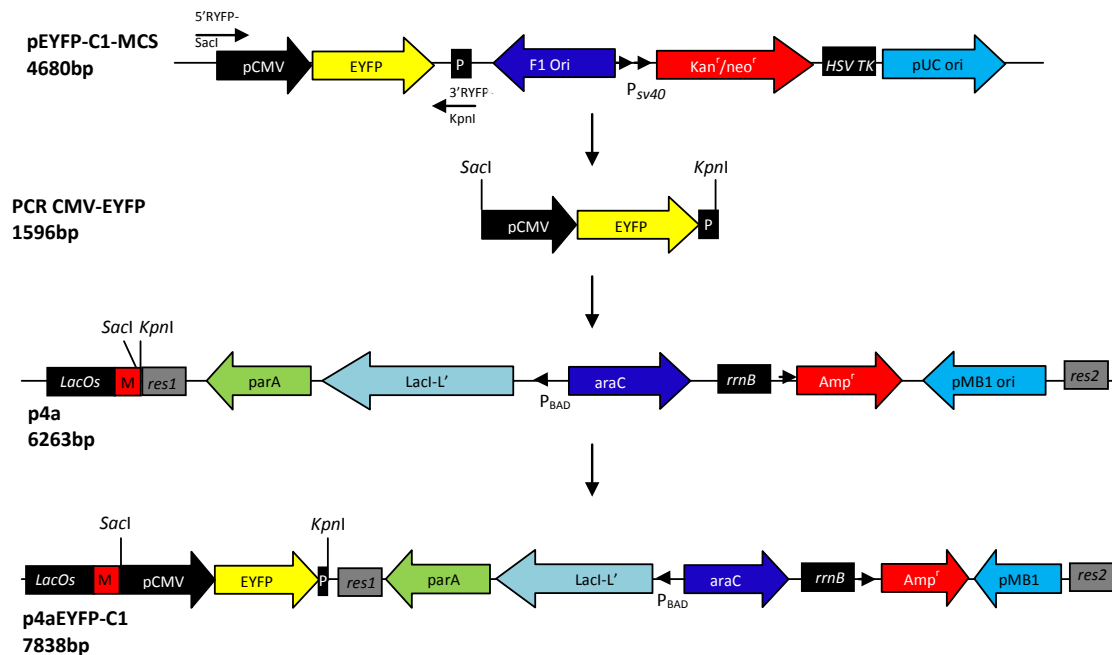 5'RYFP-
SacI
pEYFP-C1-MCS
4680bp
pCMV
EYFP
P
F1 Ori
Psv40
Kanr/neor
HSV TK
pUC ori
3'RYFP-
KpnI
SacI
KpnI
PCR CMV-EYFP
1596bp
pCMV
EYFP
P
SacI KpnI
LacOs
M
res1
parA
LacI-L'
PBAD
araC
rrnB
Ampr
pMB1 ori
res2
p4a
6263bp
SacI
KpnI
LacOs
M
pCMV
EYFP
P
res1
parA
LacI-L'
PBAD
araC
rrnB
Ampr
pMB1
res2
p4aEYFP-C1
7838bp